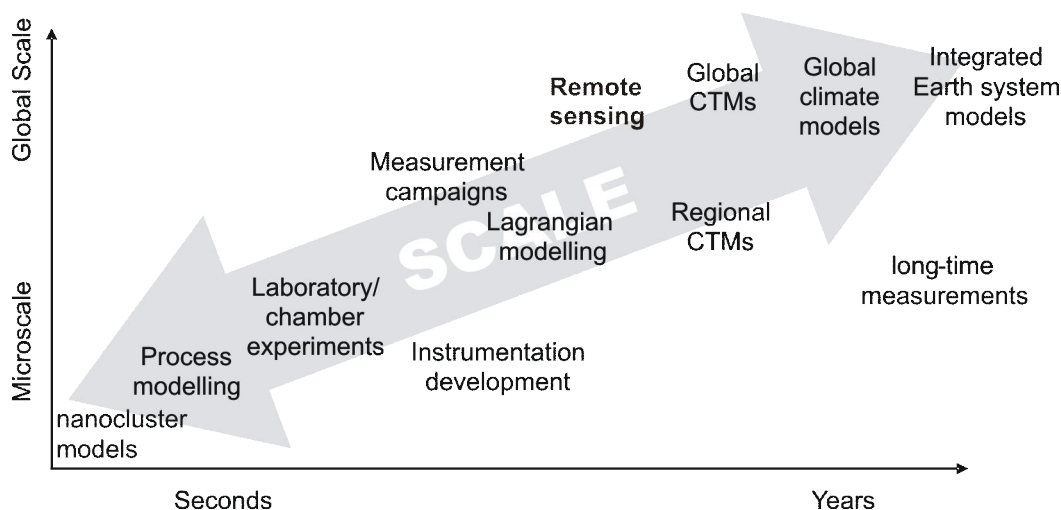 Global Scale
Microscale
Integrated
Earth system
models
Global
climate
models
Global
CTMs
Remote
sensing
Measurement
campaigns
Lagrangian
modelling
SCALE
Regional
CTMs
long-time
measurements
Laboratory/
chamber
experiments
Instrumentation
development
Process
modelling
nanocluster
models
Seconds
Years